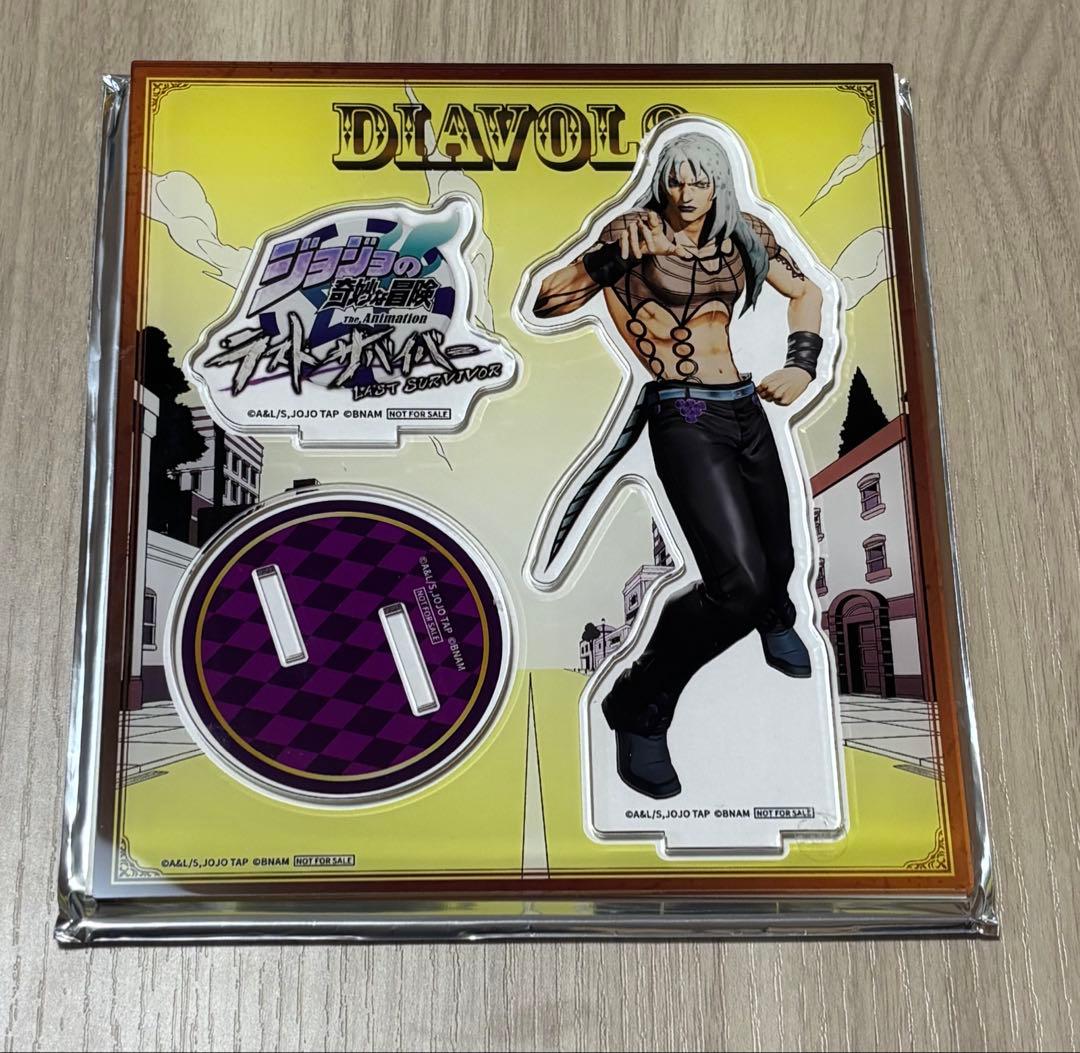 DIAVOLO
ジョジョの
奇妙な冒険
The Animation
ラストサバイバー
LAST SURVIVOR
©A&L/S,JOJO TAP ©BNAM NOT FOR SALE
©A&L/S,JOJO TAP ©BNAM
NOT FOR SALE
©A&L/S,JOJO TAP ©BNAM NOT FOR SALE
©A&L/S,JOJO TAP ©BNAM NOT FOR SALE